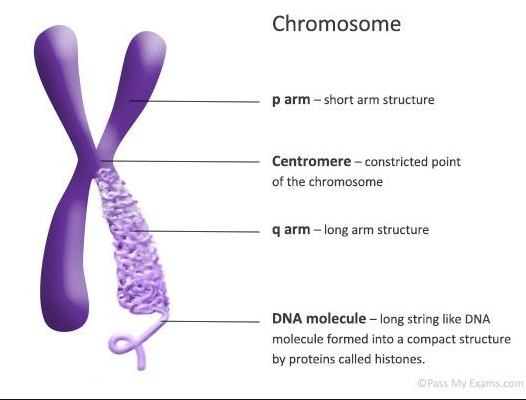 Chromosome
p arm – short arm structure
Centromere – constricted point
of the chromosome
q arm – long arm structure
DNA molecule – long string like DNA
molecule formed into a compact structure
by proteins called histones.
©Pass My Exams.com